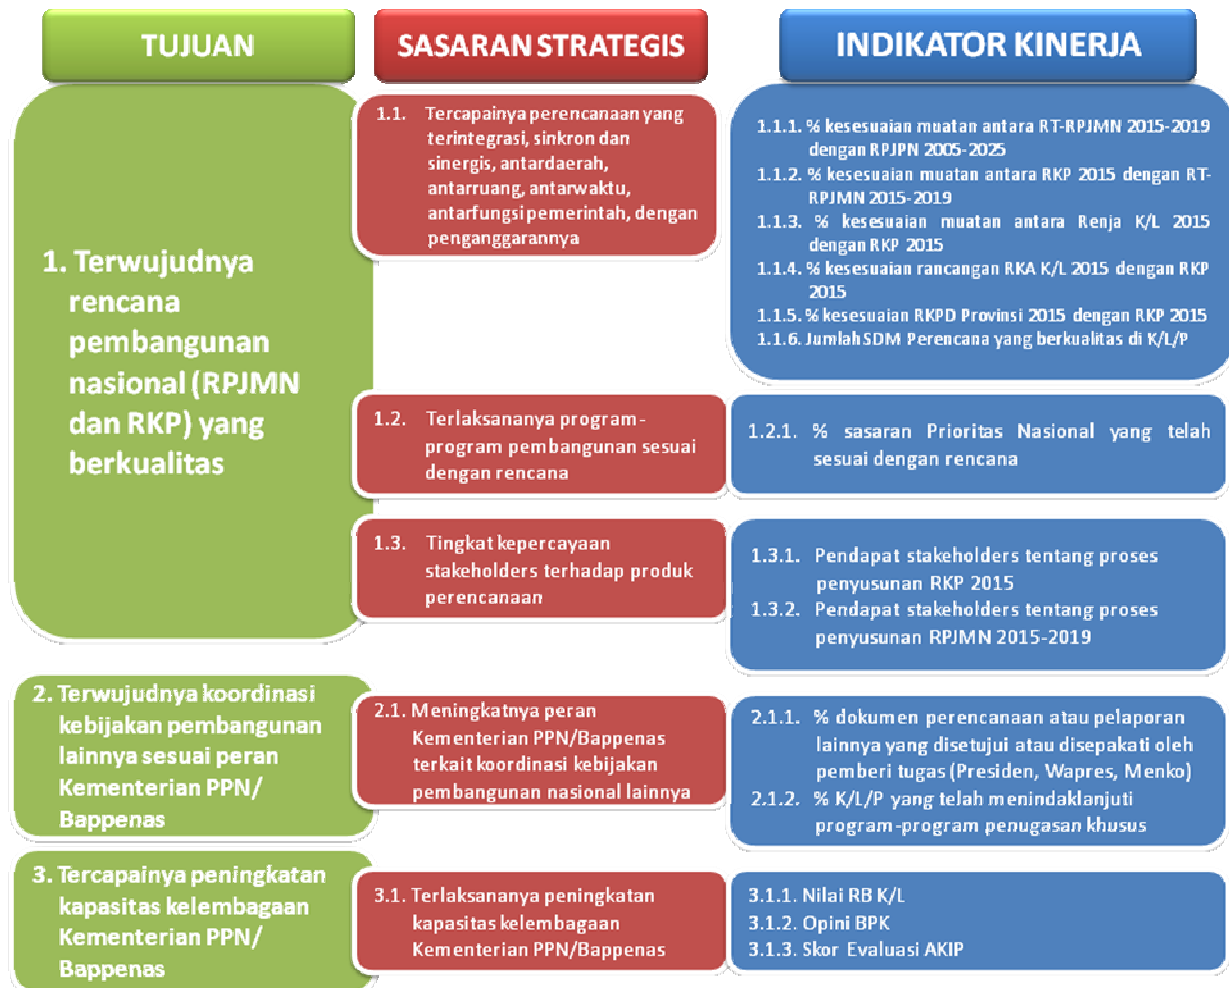 TUJUAN
SASARAN STRATEGIS
INDIKATOR KINERJA
1. Terwujudnya
rencana
pembangunan
nasional (RPJMN
dan RKP) yang
berkualitas
1.1. Tercapainya perencanaan yang
terintegrasi, sinkron dan
sinergis, antardaerah,
antarruang, antarwaktu,
antarfungsi pemerintah, dengan
penganggarannya
1.1.1. % kesesuaian muatan antara RT-RPJMN 2015-2019
dengan RPJPN 2005-2025
1.1.2. % kesesuaian muatan antara RKP 2015 dengan RT-
RPJMN 2015-2019
1.1.3. % kesesuaian muatan antara Renja K/L 2015
dengan RKP 2015
1.1.4. % kesesuaian rancangan RKA K/L 2015 dengan RKP
2015
1.1.5. % kesesuaian RKPD Provinsi 2015 dengan RKP 2015
1.1.6. Jumlah SDM Perencana yang berkualitas di K/L/P
1.2. Terlaksananya program-
program pembangunan sesuai
dengan rencana
1.2.1. % sasaran Prioritas Nasional yang telah
sesuai dengan rencana
1.3. Tingkat kepercayaan
stakeholders terhadap produk
perencanaan
1.3.1. Pendapat stakeholders tentang proses
penyusunan RKP 2015
1.3.2. Pendapat stakeholders tentang proses
penyusunan RPJMN 2015-2019
2. Terwujudnya koordinasi
kebijakan pembangunan
lainnya sesuai peran
Kementerian PPN/
Bappenas
2.1. Meningkatnya peran
Kementerian PPN/Bappenas
terkait koordinasi kebijakan
pembangunan nasional lainnya
2.1.1. % dokumen perencanaan atau pelaporan
lainnya yang disetujui atau disepakati oleh
pemberi tugas (Presiden, Wapres, Menko)
2.1.2. % K/L/P yang telah menindaklanjuti
program-program penugasan khusus
3. Tercapainya peningkatan
kapasitas kelembagaan
Kementerian PPN/
Bappenas
3.1. Terlaksananya peningkatan
kapasitas kelembagaan
Kementerian PPN/Bappenas
3.1.1. Nilai RB K/L
3.1.2. Opini BPK
3.1.3. Skor Evaluasi AKIP